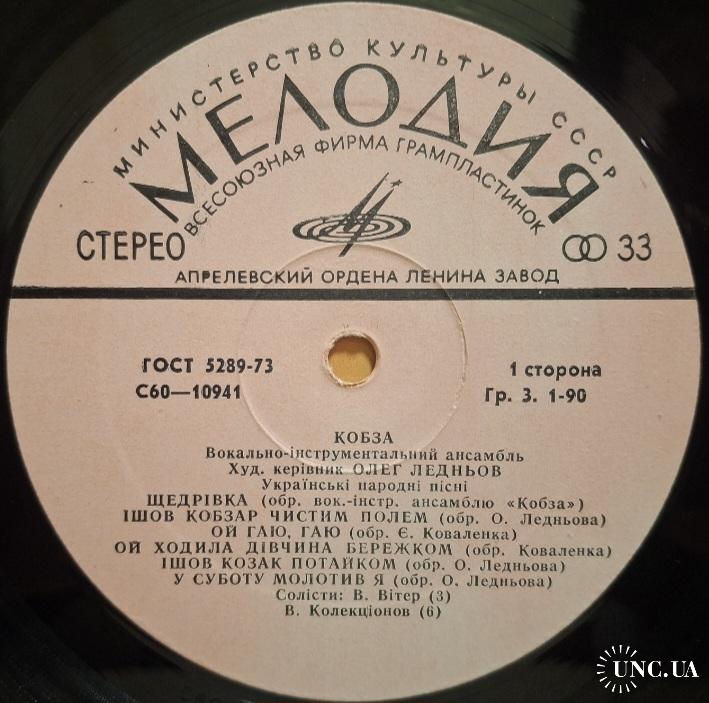 МИНИСТЕРСТВО КУЛЬТУРЫ СССР
МЕЛОДИЯ
ВСЕСОЮЗНАЯ ФИРМА ГРАМПЛАСТИНОК
СТЕРЕО
33
АПРЕЛЕВСКИЙ ОРДЕНА ЛЕНИНА ЗАВОД
ГОСТ 5289-73
С60—10941
1 сторона
Гр. 3. 1-90
КОБЗА
Вокально-інструментальний ансамбль
Худ. керівник ОЛЕГ ЛЕДНЬОВ
Українські народні пісні
ЩЕДРІВКА (обр. вок.-інстр. ансамблю «Кобза»)
ІШОВ КОБЗАР ЧИСТИМ ПОЛЕМ (обр. О. Ледньова)
ОЙ ГАЮ, ГАЮ (обр. Є. Коваленка)
ОЙ ХОДИЛА ДІВЧИНА БЕРЕЖКОМ (обр. Коваленка)
ІШОВ КОЗАК ПОТАЙКОМ (обр. О. Ледньова)
У СУБОТУ МОЛОТИВ Я (обр. О. Ледньова)
Солісти: В. Вітер (3)
В. Колекціонов (6)
UNC.UA